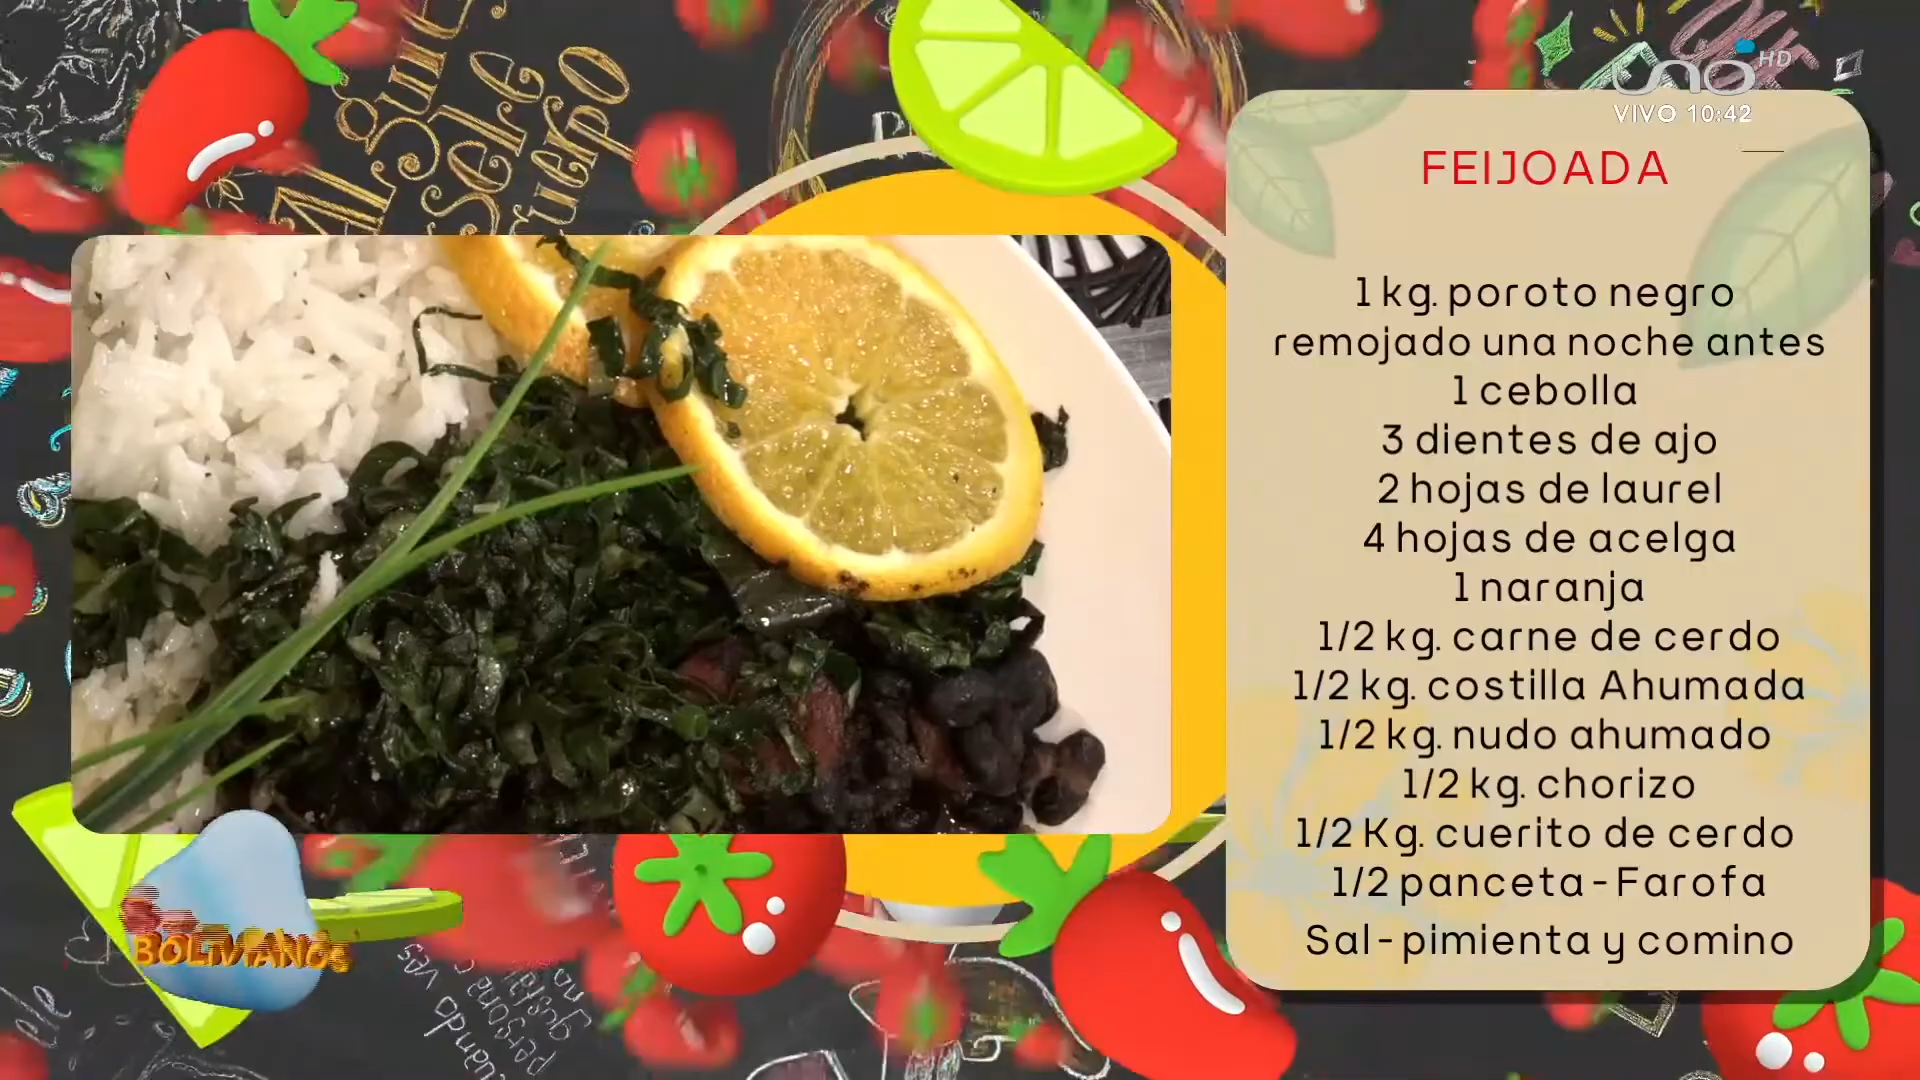 uno HD
VIVO 10:42
FEIJOADA
1 kg. poroto negro
remojado una noche antes
1 cebolla
3 dientes de ajo
2 hojas de laurel
4 hojas de acelga
1 naranja
1/2 kg. carne de cerdo
1/2 kg. costilla Ahumada
1/2 kg. nudo ahumado
1/2 kg. chorizo
1/2 Kg. cuerito de cerdo
1/2 panceta - Farofa
Sal - pimienta y comino
BOLIVIANOS